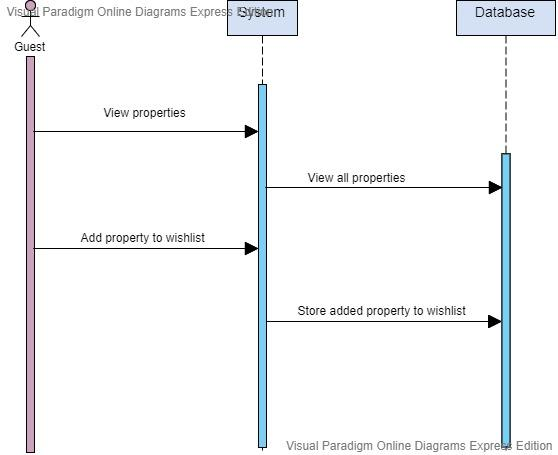 Visual Paradigm Online Diagrams Express Edition
System
Database
Guest
View properties
View all properties
Add property to wishlist
Store added property to wishlist
Visual Paradigm Online Diagrams Express Edition